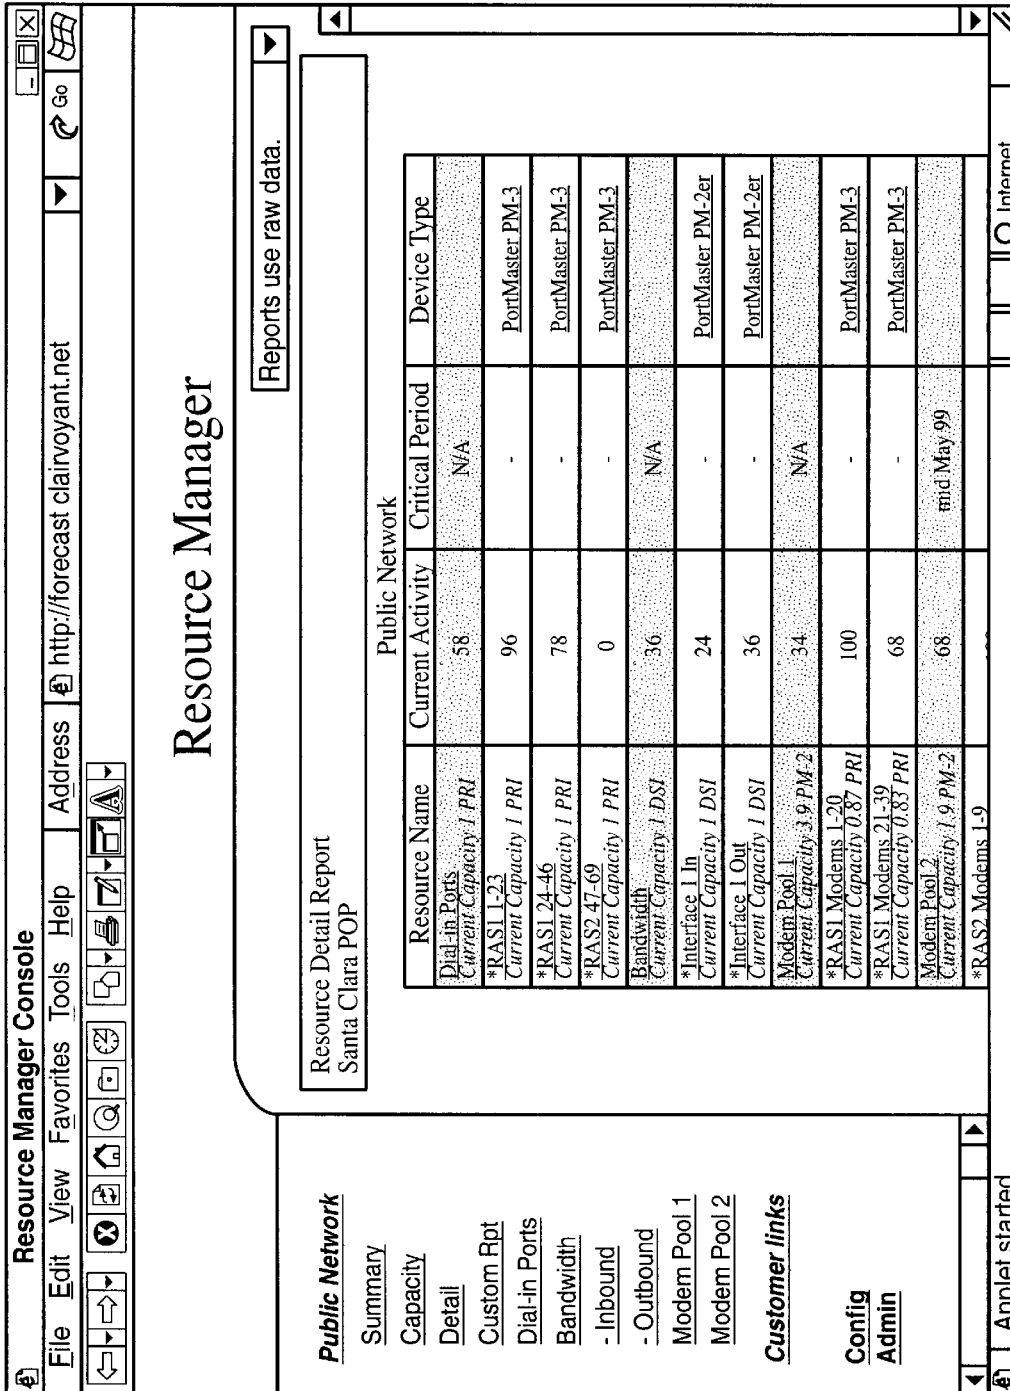 Resource Manager Console
File Edit View Favorites Tools Help Address http://forecast clairvoyant.net Go
Resource Manager
Reports use raw data.
Public Network
Summary
Capacity
Detail
Custom Rpt
Dial-in Ports
Bandwidth
- Inbound
- Outbound
Modem Pool 1
Modem Pool 2
Customer links
Config
Admin
Resource Detail Report
Santa Clara POP
Public Network
Resource Name Current Activity Critical Period Device Type
Dial-in Ports
Current Capacity 1 PRI 58 N/A
*RAS1 1-23
Current Capacity 1 PRI 96 - PortMaster PM-3
*RAS1 24-46
Current Capacity 1 PRI 78 - PortMaster PM-3
*RAS2 47-69
Current Capacity 1 PRI 0 - PortMaster PM-3
Bandwidth
Current Capacity 1 DSI 36 N/A
*Interface 1 In
Current Capacity 1 DSI 24 - PortMaster PM-2er
*Interface 1 Out
Current Capacity 1 DSI 36 - PortMaster PM-2er
Modem Pool 1
Current Capacity 3.9 PM-2 34 N/A
*RAS1 Modems 1-20
Current Capacity 0.87 PRI 100 - PortMaster PM-3
*RAS1 Modems 21-39
Current Capacity 0.83 PRI 68 - PortMaster PM-3
Modem Pool 2
Current Capacity 1.9 PM-2 68 mid May 99
*RAS2 Modems 1-9
Applet started Internet